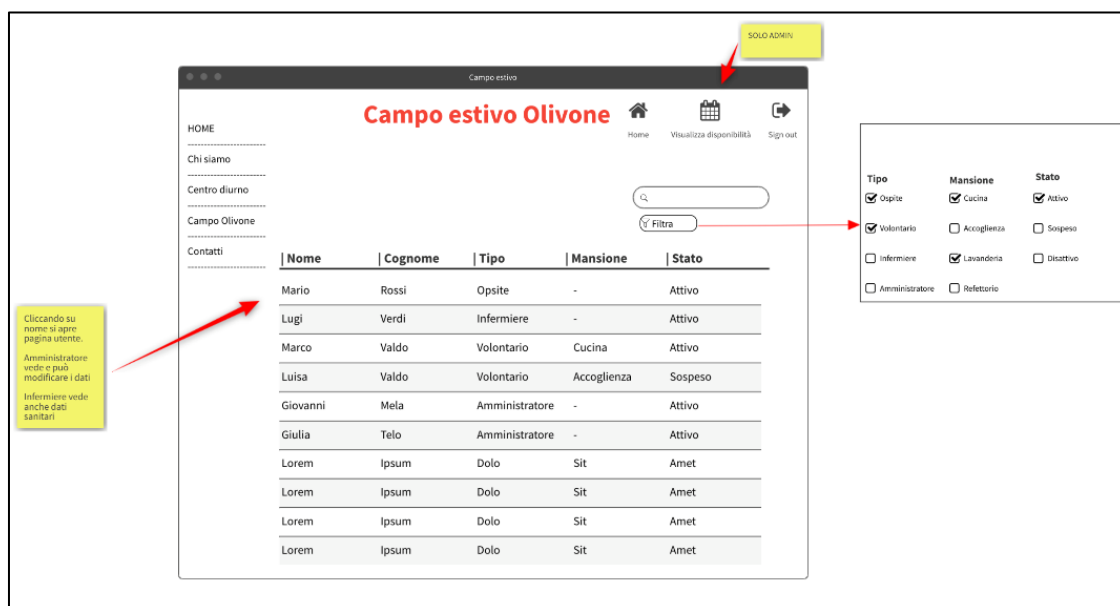 SOLO ADMIN
Campo estivo
Campo estivo Olivone
Home
Visualizza disponibilità
Sign out
HOME
Chi siamo
Centro diurno
Campo Olivone
Contatti
Filtra
Tipo Mansione Stato
Ospite Cucina Attivo
Volontario Accoglienza Sospeso
Infermiere Lavanderia Disattivo
Amministratore Refettorio
| Nome | Cognome | Tipo | Mansione | Stato
Mario Rossi Opsite - Attivo
Lugi Verdi Infermiere - Attivo
Marco Valdo Volontario Cucina Attivo
Luisa Valdo Volontario Accoglienza Sospeso
Giovanni Mela Amministratore - Attivo
Giulia Telo Amministratore - Attivo
Lorem Ipsum Dolo Sit Amet
Lorem Ipsum Dolo Sit Amet
Lorem Ipsum Dolo Sit Amet
Lorem Ipsum Dolo Sit Amet
Cliccando su
nome si apre
pagina utente.
Amministratore
vede e può
modificare i dati
Infermiere vede
anche dati
sanitari